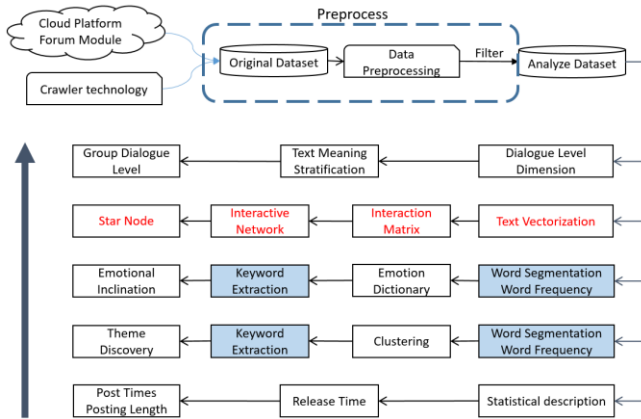 Cloud Platform
Forum Module
Crawler technology
Preprocess
Original Dataset
Data
Preprocessing
Filter
Analyze Dataset
Group Dialogue
Level
Text Meaning
Stratification
Dialogue Level
Dimension
Star Node
Interactive
Network
Interaction
Matrix
Text Vectorization
Emotional
Inclination
Keyword
Extraction
Emotion
Dictionary
Word Segmentation
Word Frequency
Theme
Discovery
Keyword
Extraction
Clustering
Word Segmentation
Word Frequency
Post Times
Posting Length
Release Time
Statistical description